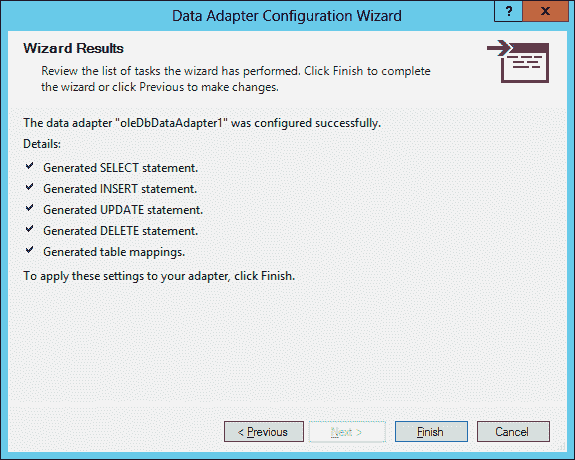 Data Adapter Configuration Wizard
? x
Wizard Results
Review the list of tasks the wizard has performed. Click Finish to complete
the wizard or click Previous to make changes.
The data adapter "oleDbDataAdapter1" was configured successfully.
Details:
Generated SELECT statement.
Generated INSERT statement.
Generated UPDATE statement.
Generated DELETE statement.
Generated table mappings.
To apply these settings to your adapter, click Finish.
< Previous Next > Finish Cancel